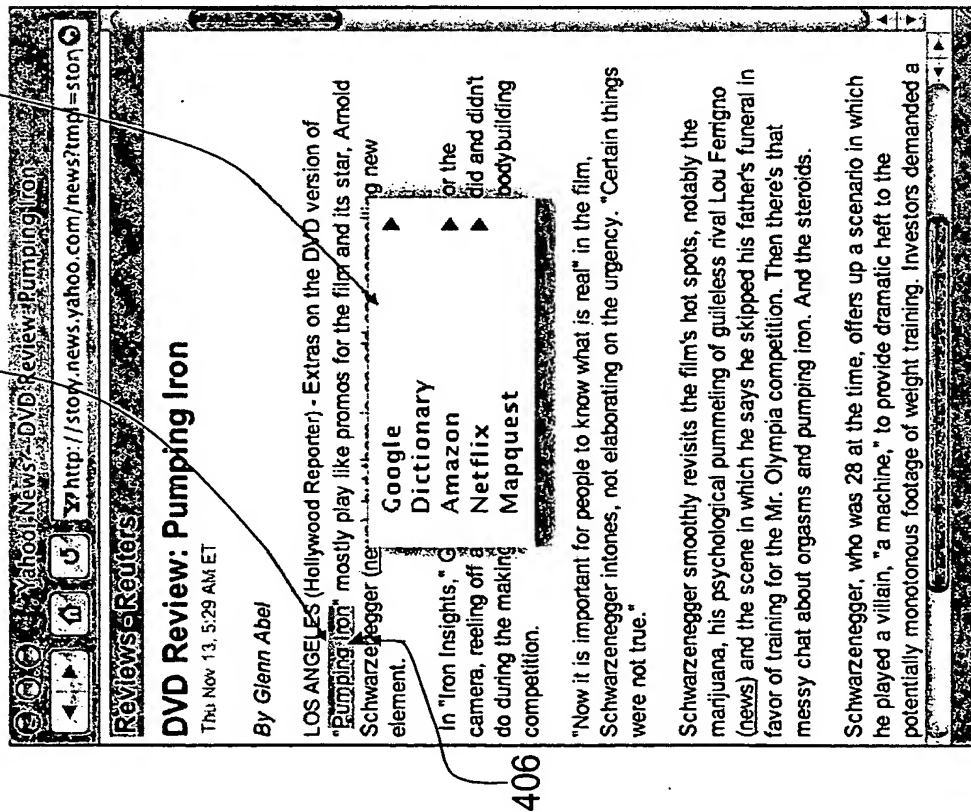 Yahoo! News - DVD Review: Pumping Iron
http://story.news.yahoo.com/news?tmpl=story
Reviews - Reuters
DVD Review: Pumping Iron
Thu Nov 13, 5:29 AM ET
By Glenn Abel
LOS ANGELES (Hollywood Reporter) - Extras on the DVD version of
"Pumping Iron" mostly play like promos for the film and its star, Arnold
Schwarzenegger new
element.
In "Iron Insights," or the
camera, reeling off a did and didn't
do during the making bodybuilding
competition.
Google
Dictionary
Amazon
Netflix
Mapquest
"Now it is important for people to know what is real" in the film,
Schwarzenegger intones, not elaborating on the urgency. "Certain things
were not true."
Schwarzenegger smoothly revisits the film's hot spots, notably the
marijuana, his psychological pummeling of guileless rival Lou Ferrigno
(news) and the scene in which he says he skipped his father's funeral in
favor of training for the Mr. Olympia competition. Then there's that
messy chat about orgasms and pumping iron. And the steroids.
Schwarzenegger, who was 28 at the time, offers up a scenario in which
he played a villain, "a machine," to provide dramatic heft to the
potentially monotonous footage of weight training. Investors demanded a
406